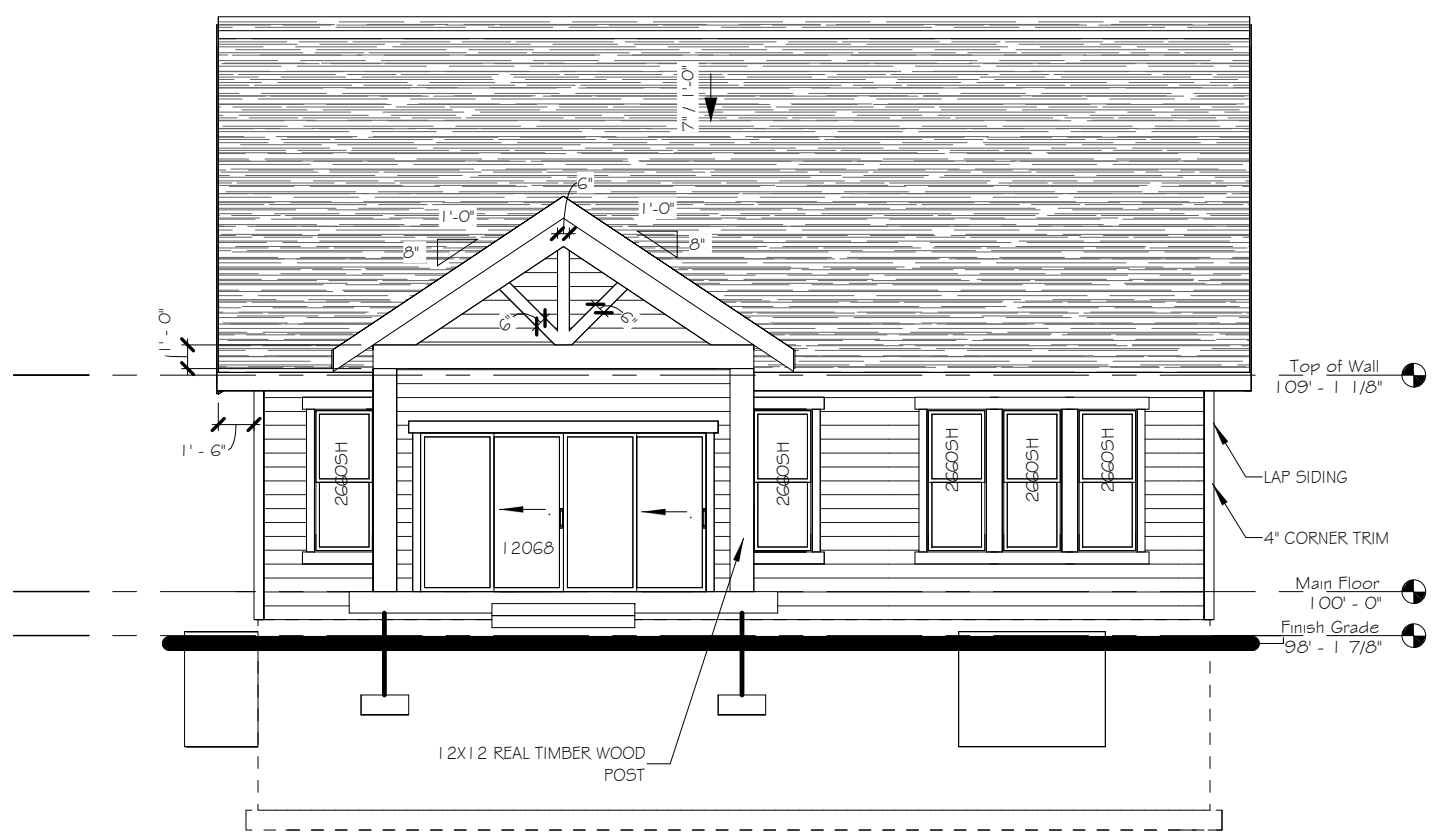 7" / 1'-0"
6"
1'-0"
1'-0"
8"
8"
1' - 0"
6"
6"
Top of Wall
109' - 1 1/8"
1' - 6"
2660SH
2660SH
2660SH
2660SH
2660SH
LAP SIDING
12068
4" CORNER TRIM
Main Floor
100' - 0"
Finish Grade
98' - 1 7/8"
12X12 REAL TIMBER WOOD
POST